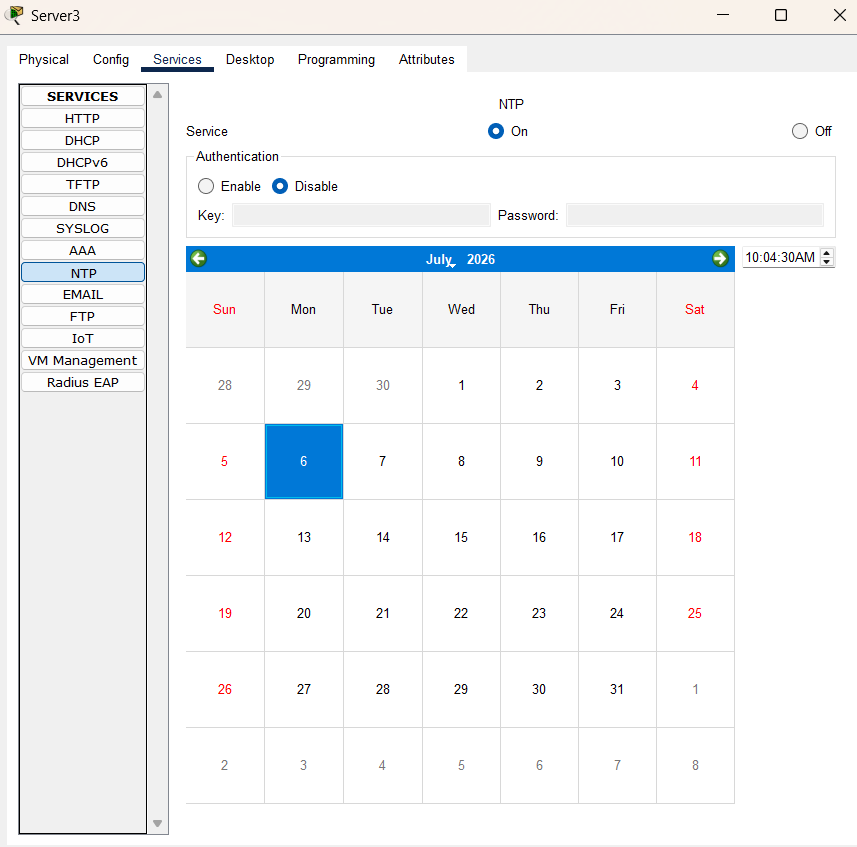 Server3
Physical Config Services Desktop Programming Attributes
SERVICES
HTTP
DHCP
DHCPv6
TFTP
DNS
SYSLOG
AAA
NTP
EMAIL
FTP
IoT
VM Management
Radius EAP
NTP
Service On Off
Authentication
Enable Disable
Key: Password:
July 2026 10:04:30AM
Sun Mon Tue Wed Thu Fri Sat
28 29 30 1 2 3 4
5 6 7 8 9 10 11
12 13 14 15 16 17 18
19 20 21 22 23 24 25
26 27 28 29 30 31 1
2 3 4 5 6 7 8